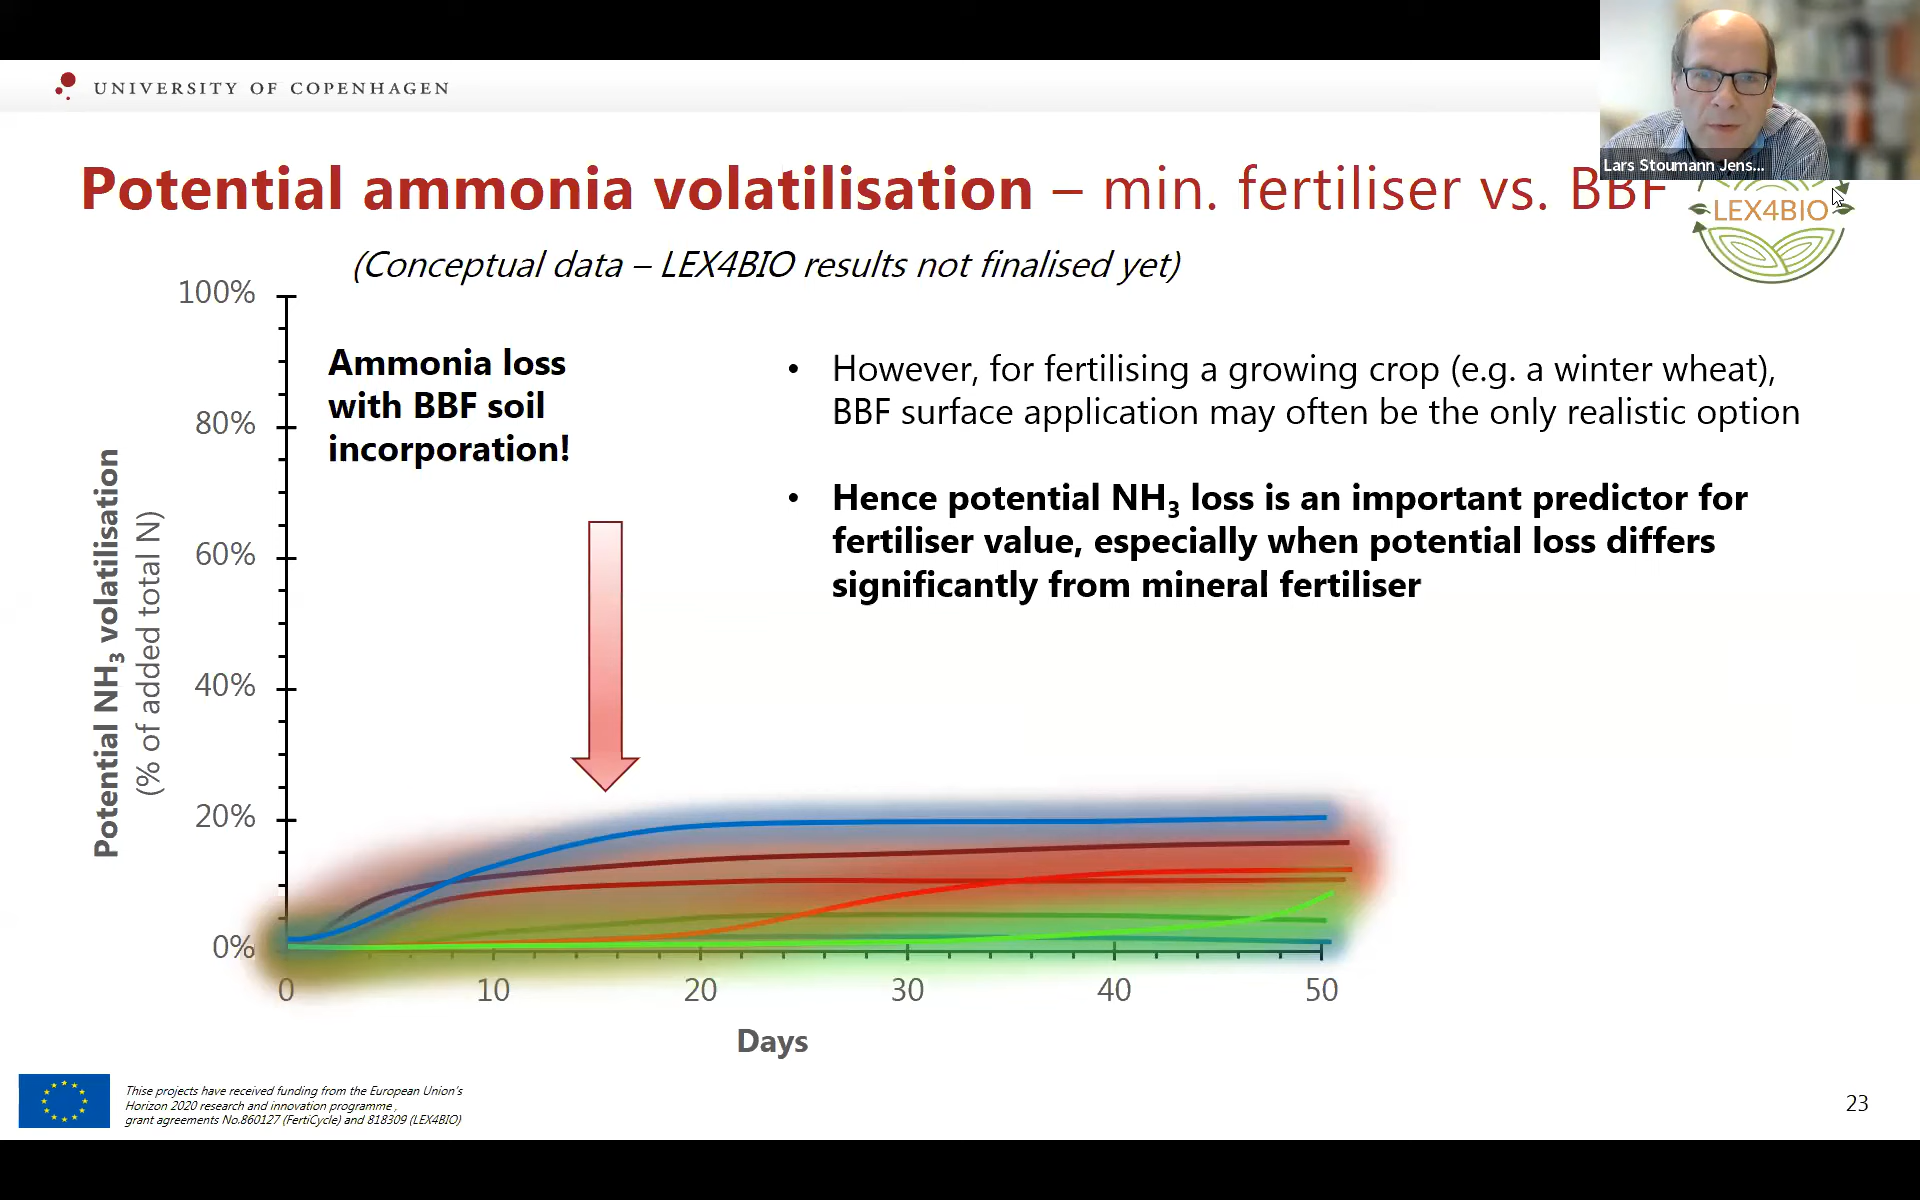 UNIVERSITY OF COPENHAGEN
Lars Stoumann Jens...
Potential ammonia volatilisation – min. fertiliser vs. BBF
LEX4BIO
(Conceptual data – LEX4BIO results not finalised yet)
100%
80%
60%
40%
20%
0%
Potential NH3 volatilisation
(% of added total N)
Ammonia loss
with BBF soil
incorporation!
• However, for fertilising a growing crop (e.g. a winter wheat),
BBF surface application may often be the only realistic option
• Hence potential NH3 loss is an important predictor for
fertiliser value, especially when potential loss differs
significantly from mineral fertiliser
0 10 20 30 40 50
Days
Thise projects have received funding from the European Union's
Horizon 2020 research and innovation programme ,
grant agreements No.860127 (FertiCycle) and 818309 (LEX4BIO)
23